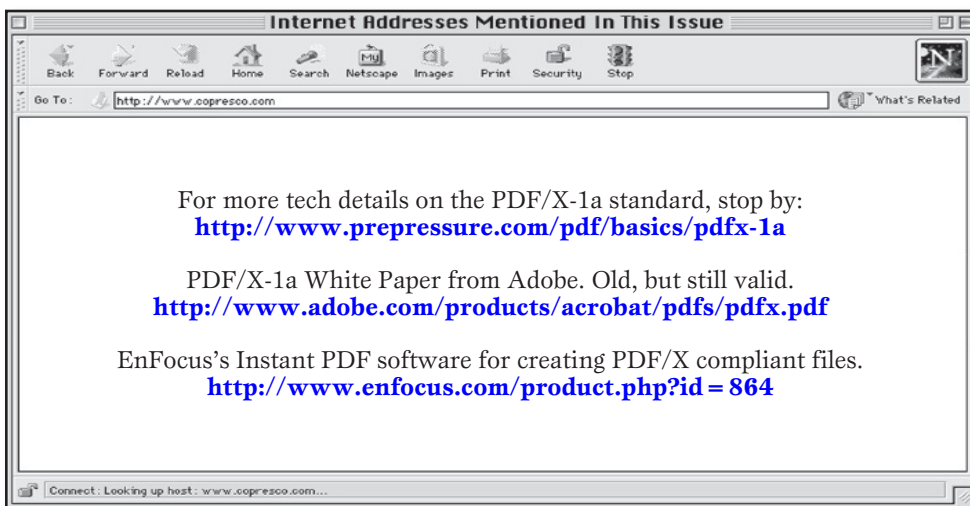 Internet Addresses Mentioned In This Issue
Back Forward Reload Home Search Netscape Images Print Security Stop
Go To: http://www.copresco.com What's Related
For more tech details on the PDF/X-1a standard, stop by:
http://www.prepressure.com/pdf/basics/pdfx-1a
PDF/X-1a White Paper from Adobe. Old, but still valid.
http://www.adobe.com/products/acrobat/pdfs/pdfx.pdf
EnFocus’s Instant PDF software for creating PDF/X compliant files.
http://www.enfocus.com/product.php?id = 864
Connect: Looking up host: www.copresco.com...